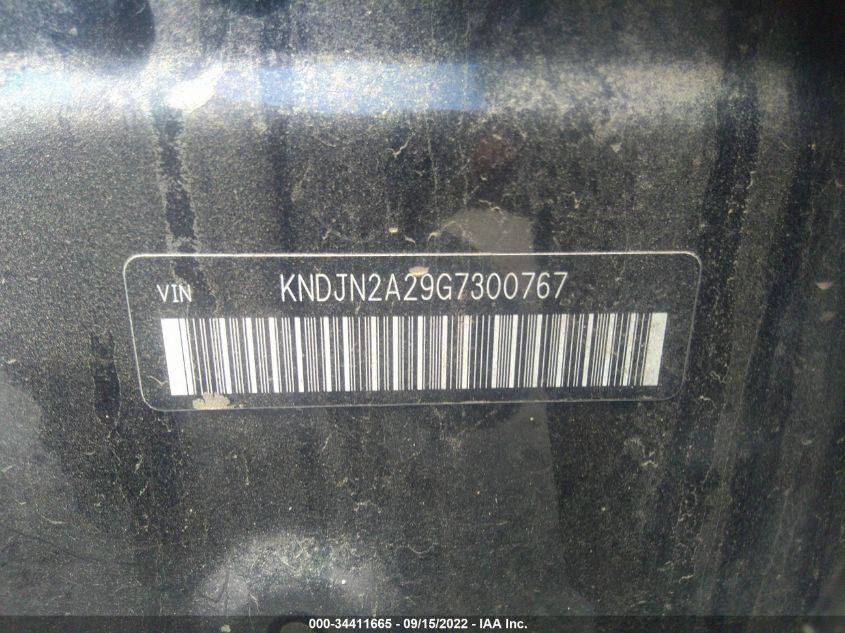 VIN KNDJN2A29G7300767
000-34411665 - 09/15/2022 - IAA Inc.